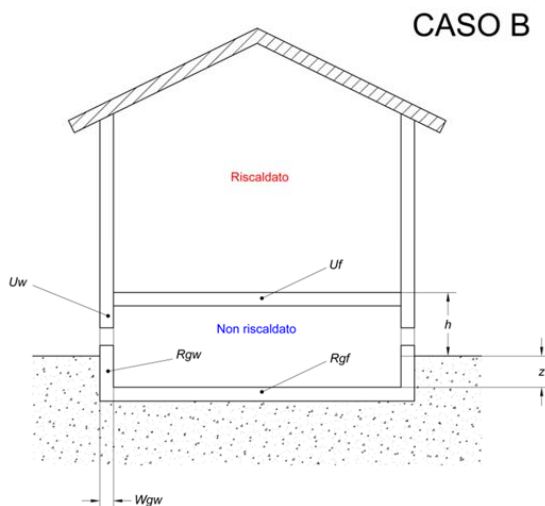 CASO B
Riscaldato
Uf
Uw
h
Non riscaldato
Rgw
Rgf
z
Wgw